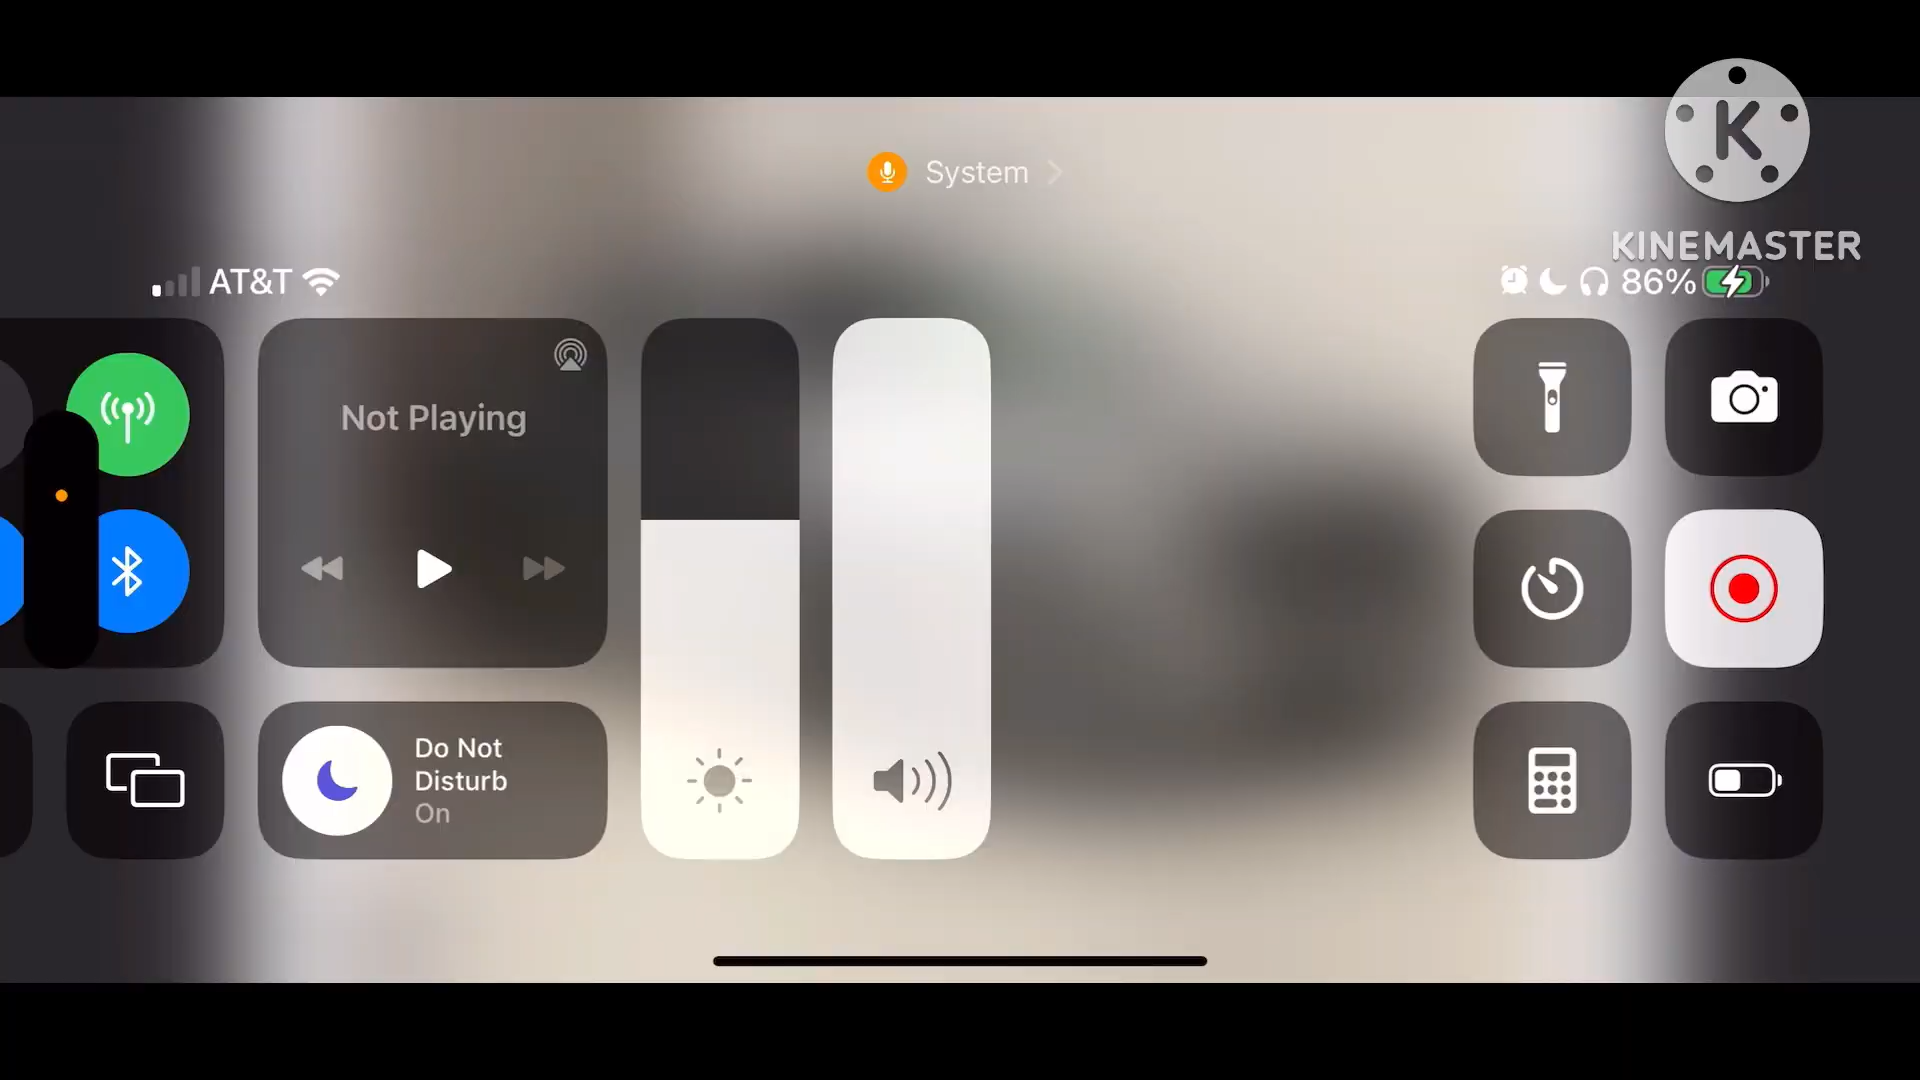 System
K
KINEMASTER
AT&T
86%
Not Playing
Do Not
Disturb
On